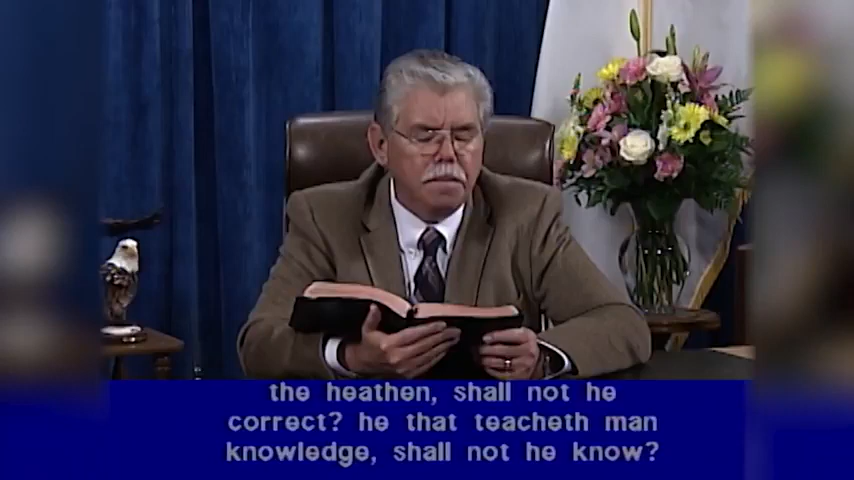 the heathen, shall not he
correct? he that teacheth man
knowledge, shall not he know?